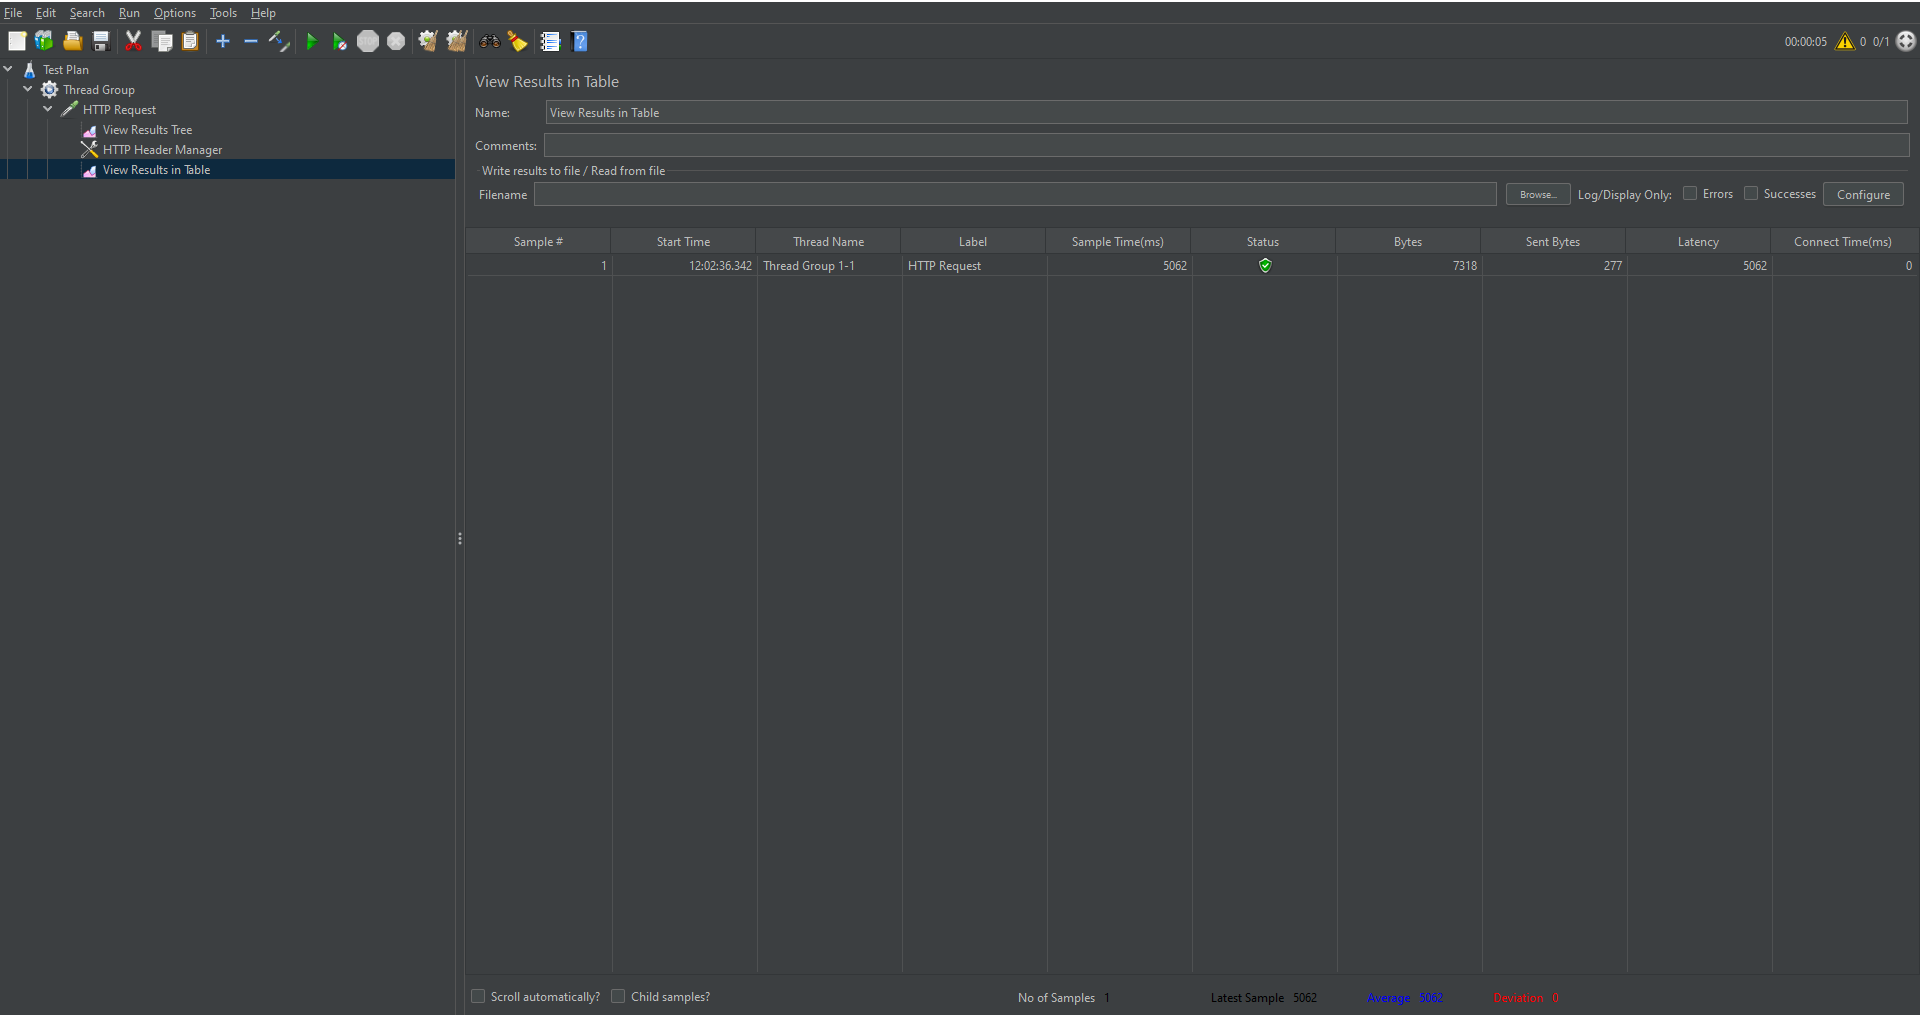 File Edit Search Run Options Tools Help
00:00:05 0 0/1
Test Plan
Thread Group
HTTP Request
View Results Tree
HTTP Header Manager
View Results in Table
View Results in Table
Name: View Results in Table
Comments:
Write results to file / Read from file
Filename Browse... Log/Display Only: Errors Successes Configure
Sample # Start Time Thread Name Label Sample Time(ms) Status Bytes Sent Bytes Latency Connect Time(ms)
1 12:02:36.342 Thread Group 1-1 HTTP Request 5062 7318 277 5062 0
Scroll automatically? Child samples? No of Samples 1 Latest Sample 5062 Average 5062 Deviation 0